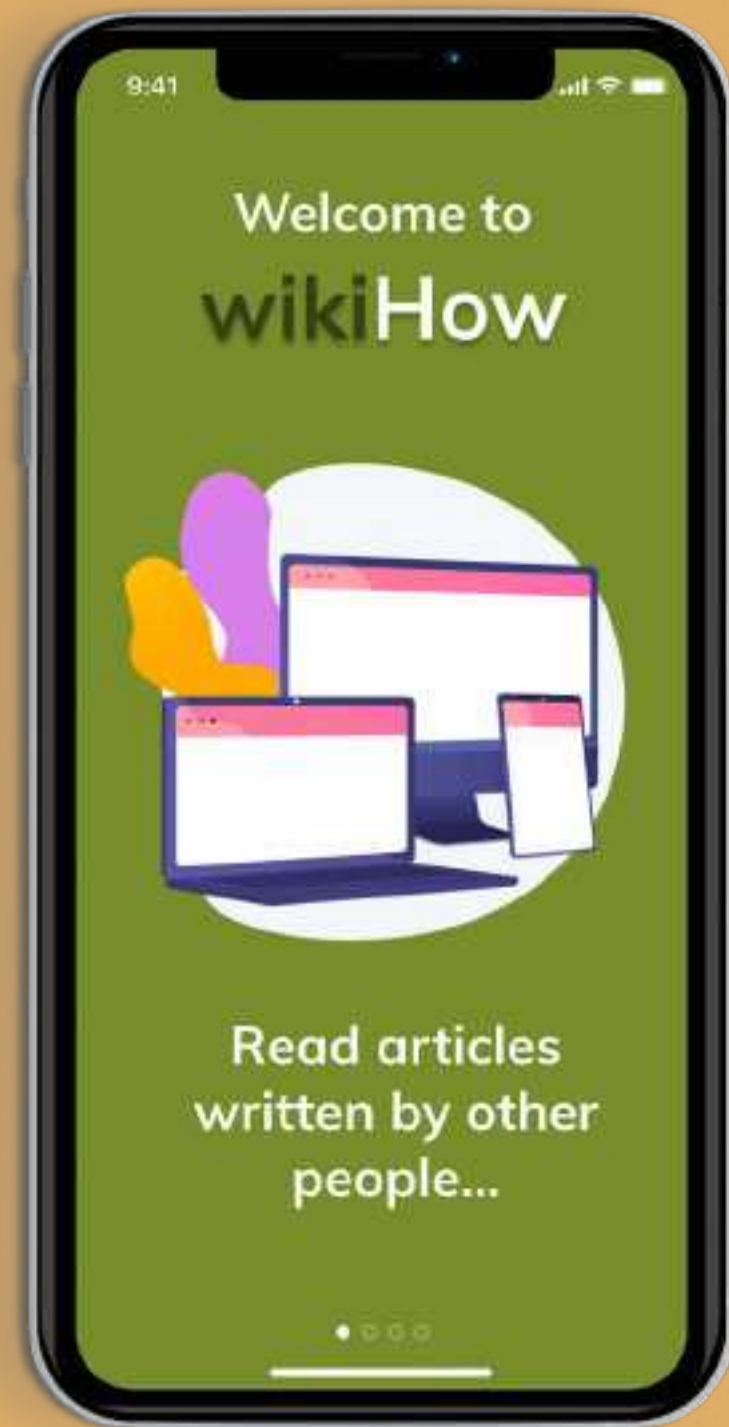 9:41
Welcome to
wikiHow
Read articles
written by other
people...